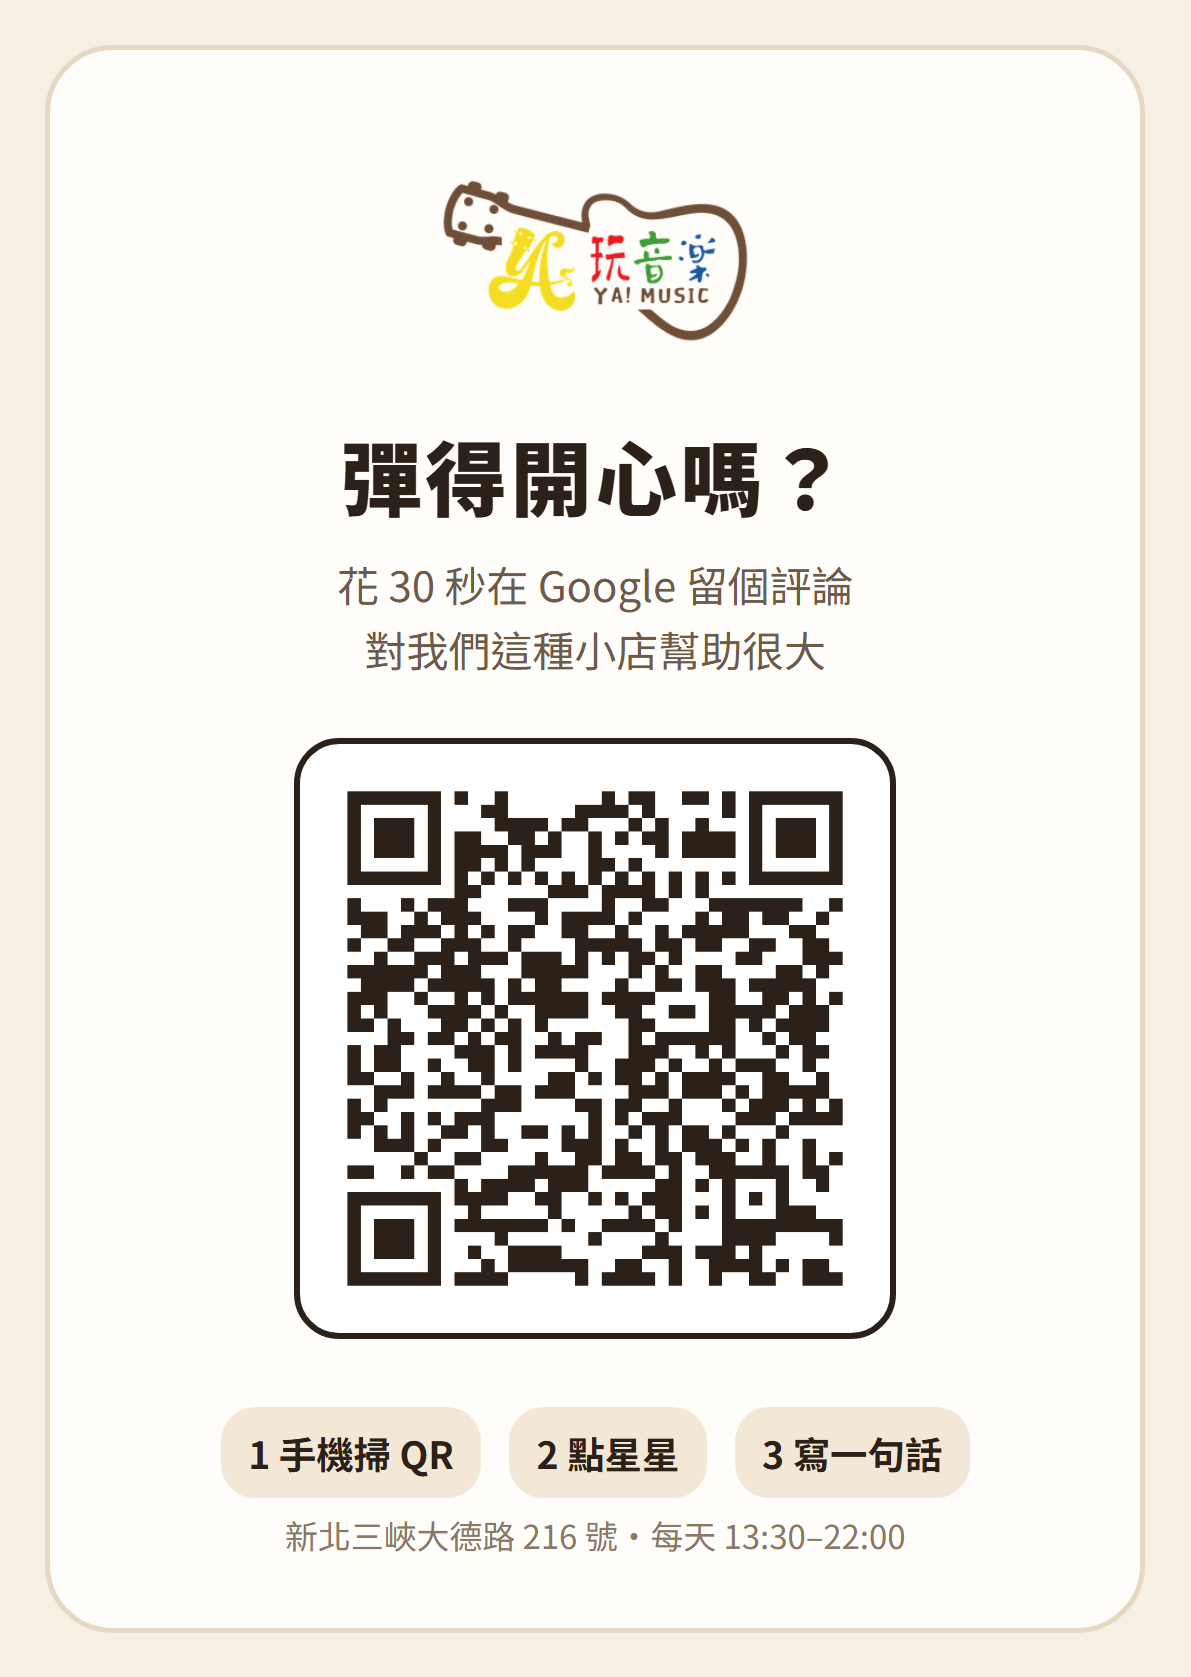 玩音楽
YA! MUSIC
彈得開心嗎？
花 30 秒在 Google 留個評論
對我們這種小店幫助很大
1 手機掃 QR
2 點星星
3 寫一句話
新北三峽大德路 216 號・每天 13:30–22:00